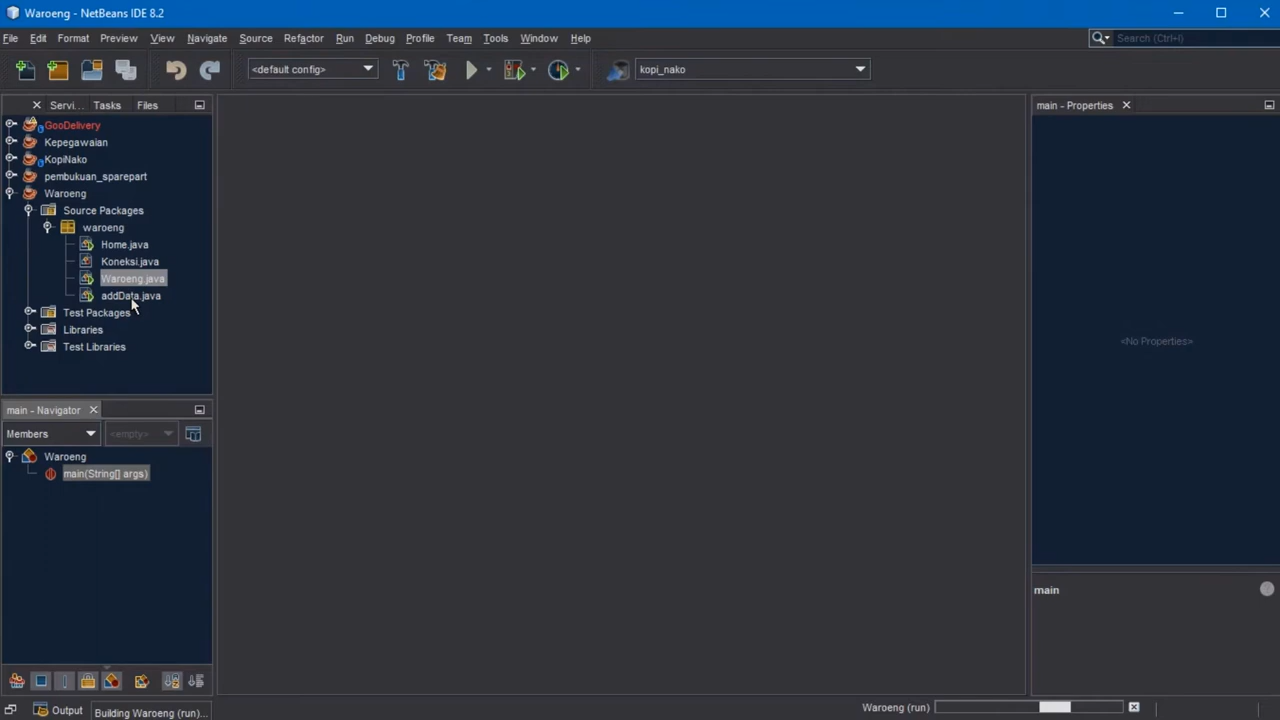 Waroeng - NetBeans IDE 8.2
File Edit Format Preview View Navigate Source Refactor Run Debug Profile Team Tools Window Help
Search (Ctrl+I)
<default config>
kopi_nako
Servi... Tasks Files
GooDelivery
Kepegawaian
KopiNako
pembukuan_sparepart
Waroeng
Source Packages
waroeng
Home.java
Koneksi.java
Waroeng.java
addData.java
Test Packages
Libraries
Test Libraries
main - Navigator
Members
<empty>
Waroeng
main(String[] args)
main - Properties
<No Properties>
main
Output
Building Waroeng (run)...
Waroeng (run)